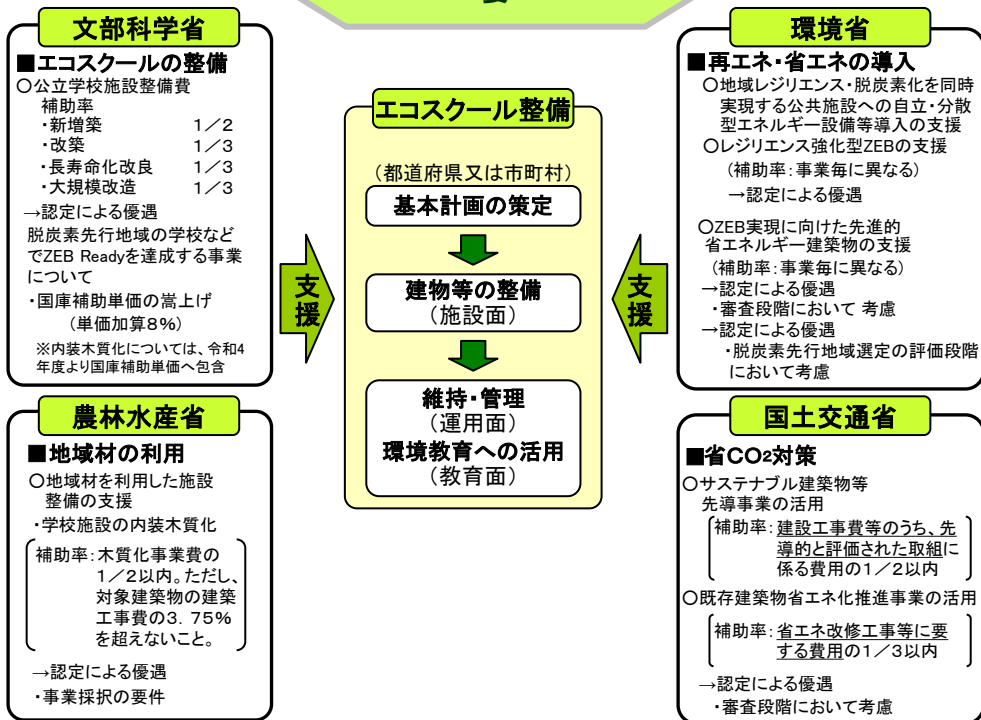 文部科学省
■エコスクールの整備
○公立学校施設整備費
補助率
・新増築 1／2
・改築 1／3
・長寿命化改良 1／3
・大規模改造 1／3
→認定による優遇
脱炭素先行地域の学校など
でZEB Readyを達成する事業
について
・国庫補助単価の嵩上げ
（単価加算8％）
※内装木質化については、令和4
年度より国庫補助単価へ包含
農林水産省
■地域材の利用
○地域材を利用した施設
整備の支援
・学校施設の内装木質化
補助率：木質化事業費の
1／2以内。ただし、
対象建築物の建築
工事費の3．75％
を超えないこと。
→認定による優遇
・事業採択の要件
支援
エコスクール整備
（都道府県又は市町村）
基本計画の策定
建物等の整備
（施設面）
維持・管理
（運用面）
環境教育への活用
（教育面）
支援
環境省
■再エネ・省エネの導入
○地域レジリエンス・脱炭素化を同時
実現する公共施設への自立・分散
型エネルギー設備等導入の支援
○レジリエンス強化型ZEBの支援
（補助率：事業毎に異なる）
→認定による優遇
○ZEB実現に向けた先進的
省エネルギー建築物の支援
（補助率：事業毎に異なる）
→認定による優遇
・審査段階において 考慮
→認定による優遇
・脱炭素先行地域選定の評価段階
において考慮
国土交通省
■省CO2対策
○サステナブル建築物等
先導事業の活用
補助率：建設工事費等のうち、先
導的と評価された取組に
係る費用の1／2以内
○既存建築物省エネ化推進事業の活用
補助率：省エネ改修工事等に要
する費用の1／3以内
→認定による優遇
・審査段階において考慮